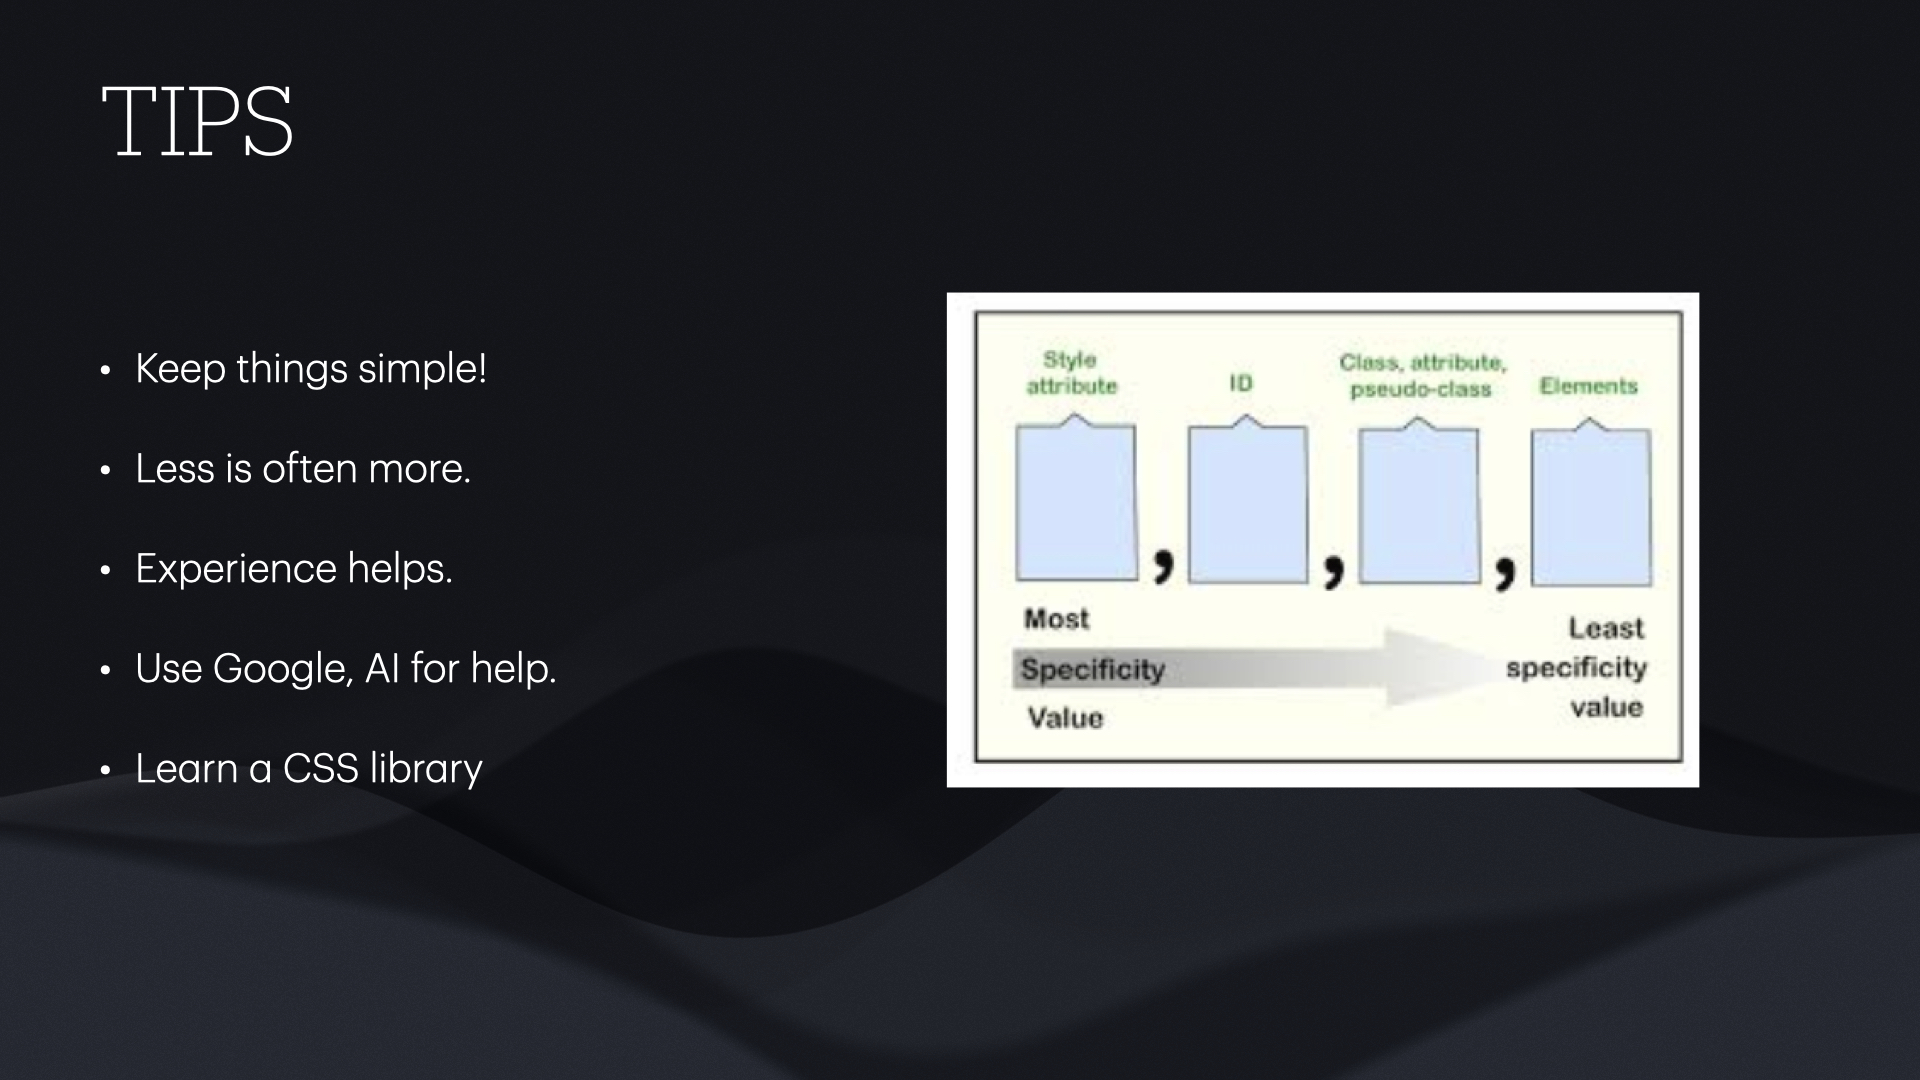 TIPS
• Keep things simple!
• Less is often more.
• Experience helps.
• Use Google, AI for help.
• Learn a CSS library
Style
attribute
ID
Class, attribute,
pseudo-class
Elements
, , ,
Most
Specificity
Value
Least
specificity
value